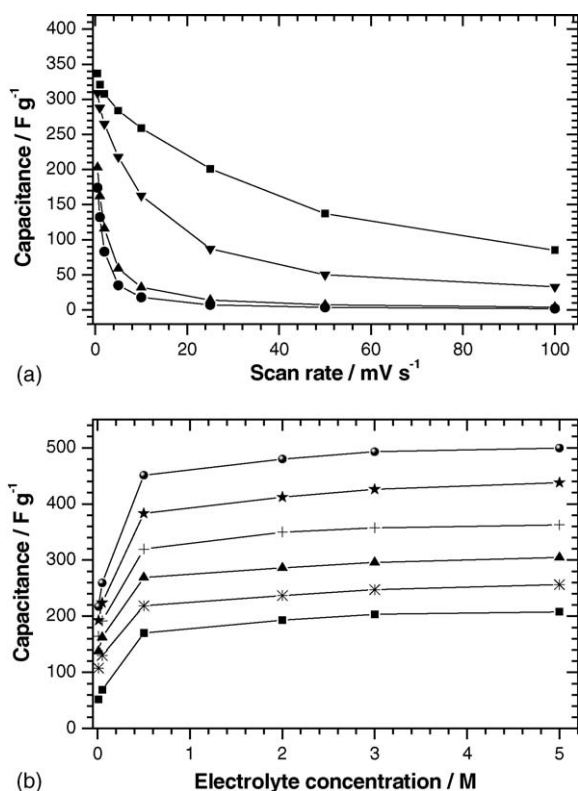 400
350
300
250
200
150
100
50
0
Capacitance / F g⁻¹
0 20 40 60 80 100
Scan rate / mV s⁻¹
(a)
500
400
300
200
100
0
Capacitance / F g⁻¹
0 1 2 3 4 5
Electrolyte concentration / M
(b)